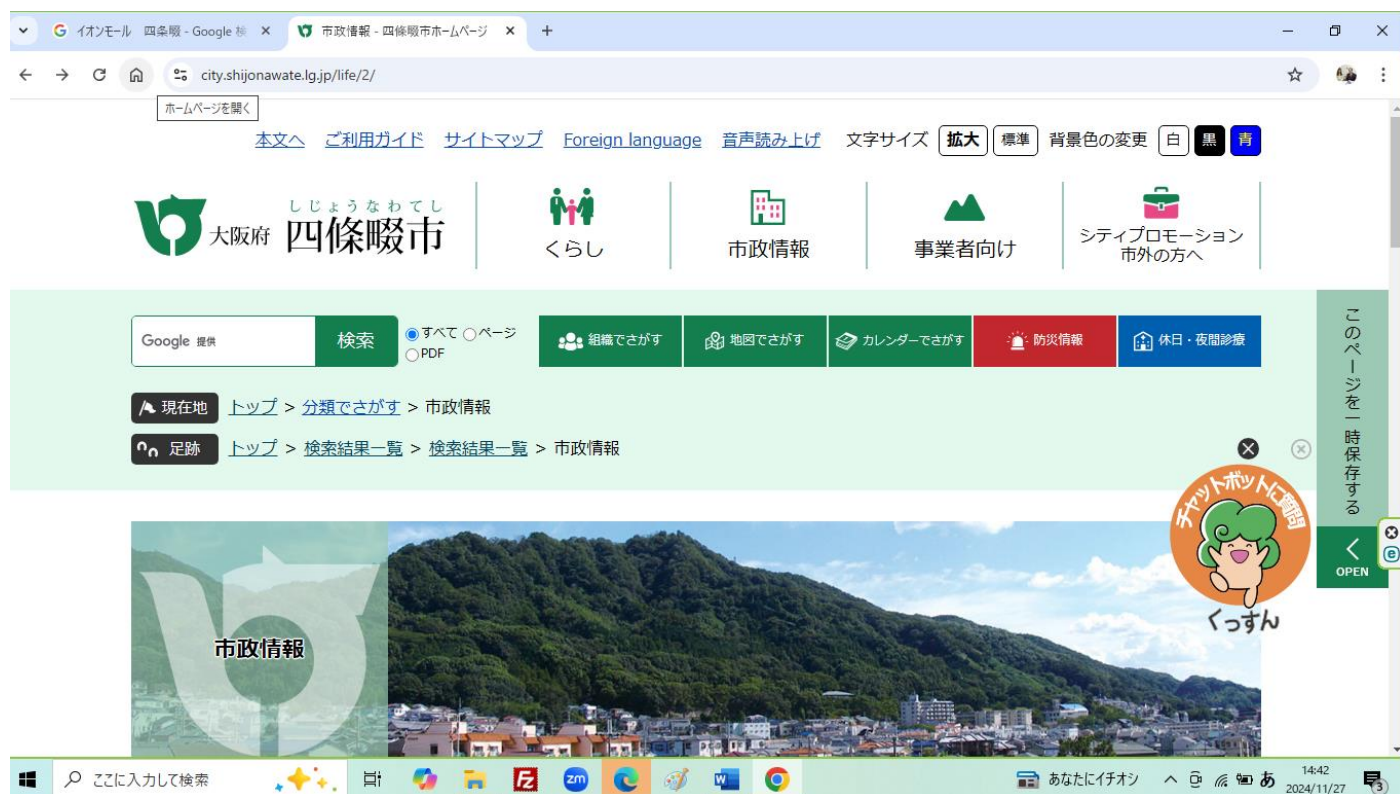 イオンモール 四条畷 - Google 検
市政情報 - 四條畷市ホームページ
city.shijonawate.lg.jp/life/2/
ホームページを開く
本文へ ご利用ガイド サイトマップ Foreign language 音声読み上げ 文字サイズ 拡大 標準 背景色の変更 白 黒 青
しじょうなわてし
大阪府 四條畷市
くらし
市政情報
事業者向け
シティプロモーション
市外の方へ
Google 提供
検索
すべて ページ
PDF
組織でさがす
地図でさがす
カレンダーでさがす
防災情報
休日・夜間診療
このページを一時保存する
OPEN
現在地 トップ > 分類でさがす > 市政情報
足跡 トップ > 検索結果一覧 > 検索結果一覧 > 市政情報
チャットボットに質問
くっすん
市政情報
ここに入力して検索
zm
あなたにイチオシ
あ
14:42
2024/11/27
3